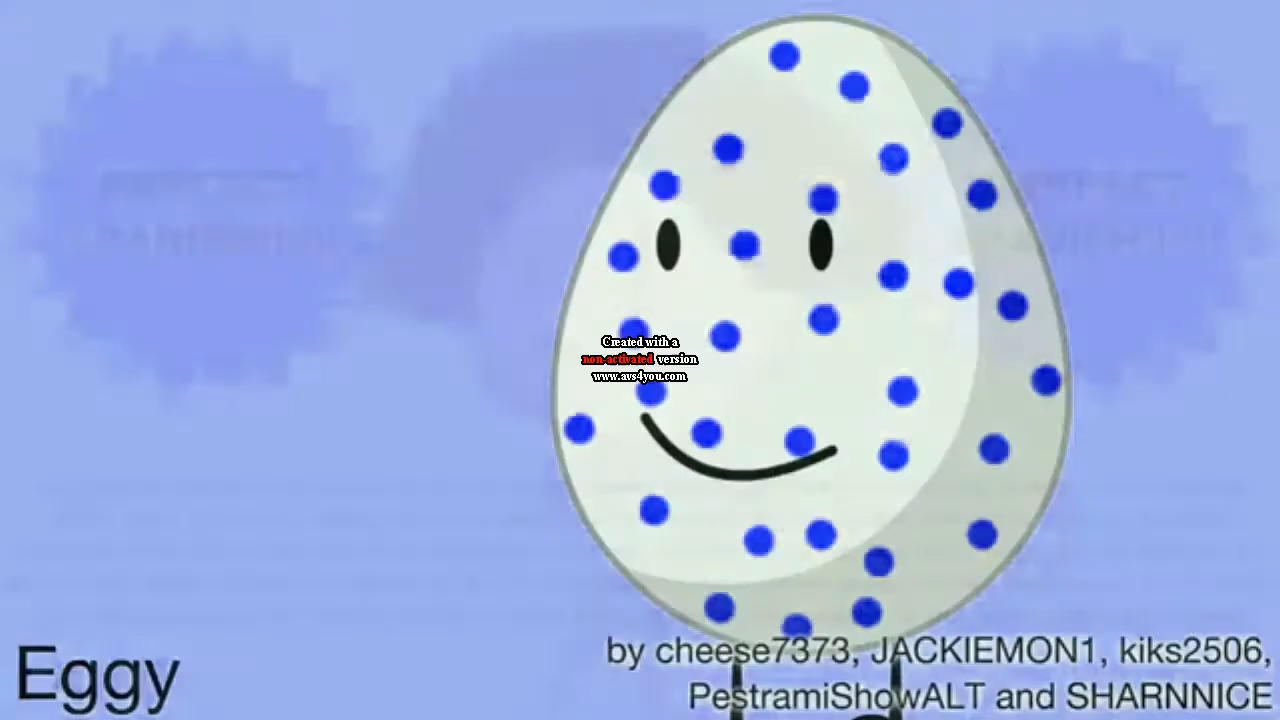 Created with a
non-activated version
www.avs4you.com
Eggy
by cheese7373, JACKIEMON1, kiks2506,
PestramiShowALT and SHARNNICE